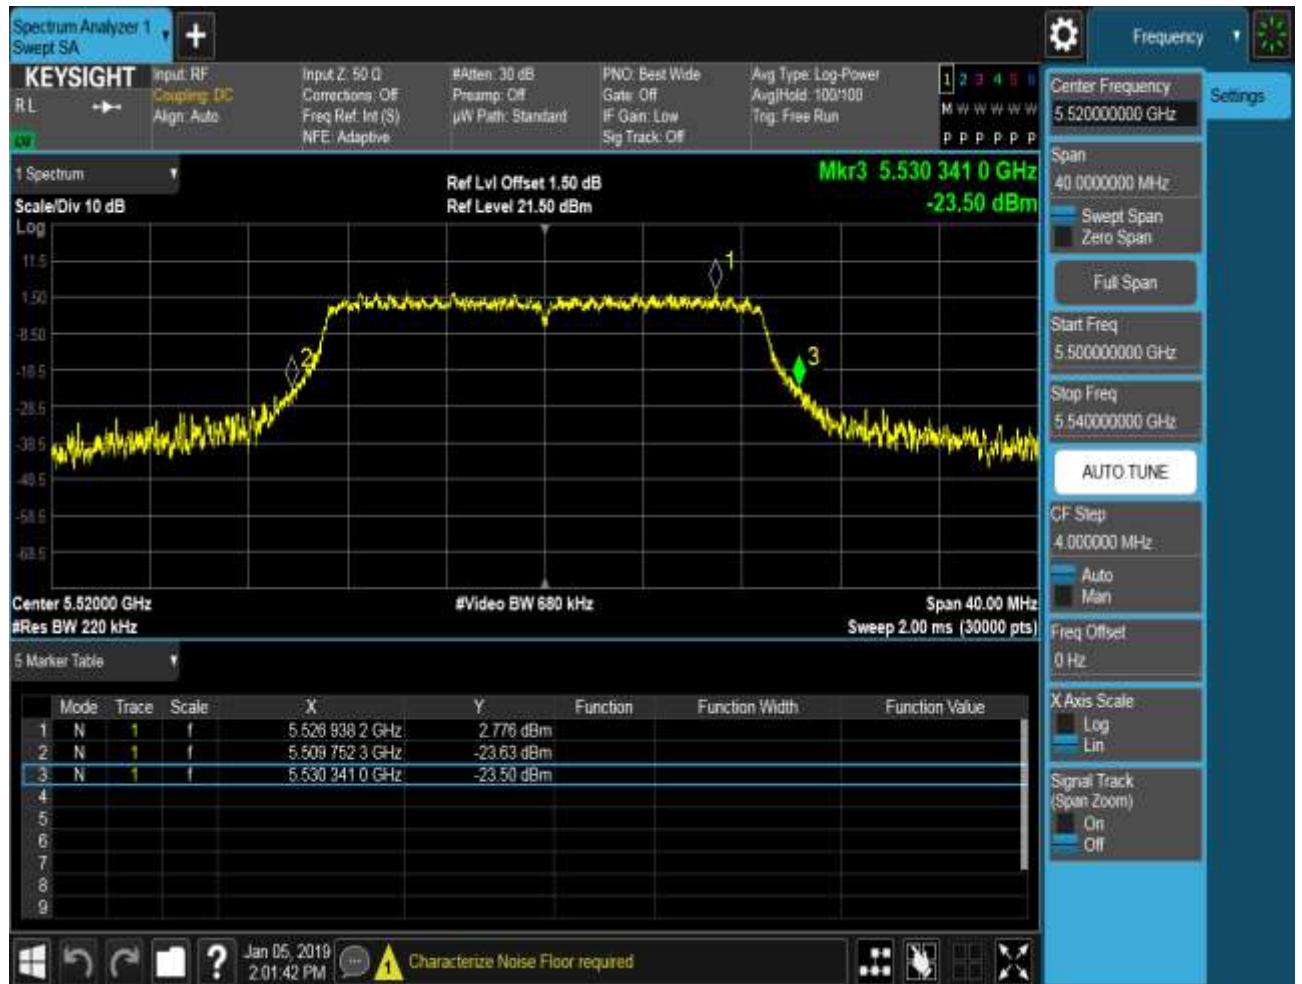 Spectrum Analyzer 1
Swept SA
Frequency
KEYSIGHT
RL
Input: RF
Coupling: DC
Align: Auto
Input Z: 50 Ω
Corrections: Off
Freq Ref: Int (S)
NFE: Adaptive
#Atten: 30 dB
Preamp: Off
µW Path: Standard
PNO: Best Wide
Gate: Off
IF Gain: Low
Sig Track: Off
Avg Type: Log-Power
Avg|Hold: 100/100
Trig: Free Run
1 2 3 4 5 6
M W W W W W
P P P P P P
1 Spectrum
Scale/Div 10 dB
Ref Lvl Offset 1.50 dB
Ref Level 21.50 dBm
Mkr3 5.530 341 0 GHz
-23.50 dBm
Log
11.5
1.50
-8.50
-18.5
-28.5
-38.5
-48.5
-58.5
-68.5
1
2
3
Center 5.52000 GHz
#Video BW 680 kHz
Span 40.00 MHz
#Res BW 220 kHz
Sweep 2.00 ms (30000 pts)
5 Marker Table
Mode Trace Scale X Y Function Function Width Function Value
1 N 1 f 5.526 938 2 GHz 2.776 dBm
2 N 1 f 5.509 752 3 GHz -23.63 dBm
3 N 1 f 5.530 341 0 GHz -23.50 dBm
4
5
6
7
8
9
Jan 05, 2019
2:01:42 PM
Characterize Noise Floor required
Center Frequency
5.520000000 GHz
Settings
Span
40.0000000 MHz
Swept Span
Zero Span
Full Span
Start Freq
5.500000000 GHz
Stop Freq
5.540000000 GHz
AUTO TUNE
CF Step
4.000000 MHz
Auto
Man
Freq Offset
0 Hz
X Axis Scale
Log
Lin
Signal Track
(Span Zoom)
On
Off